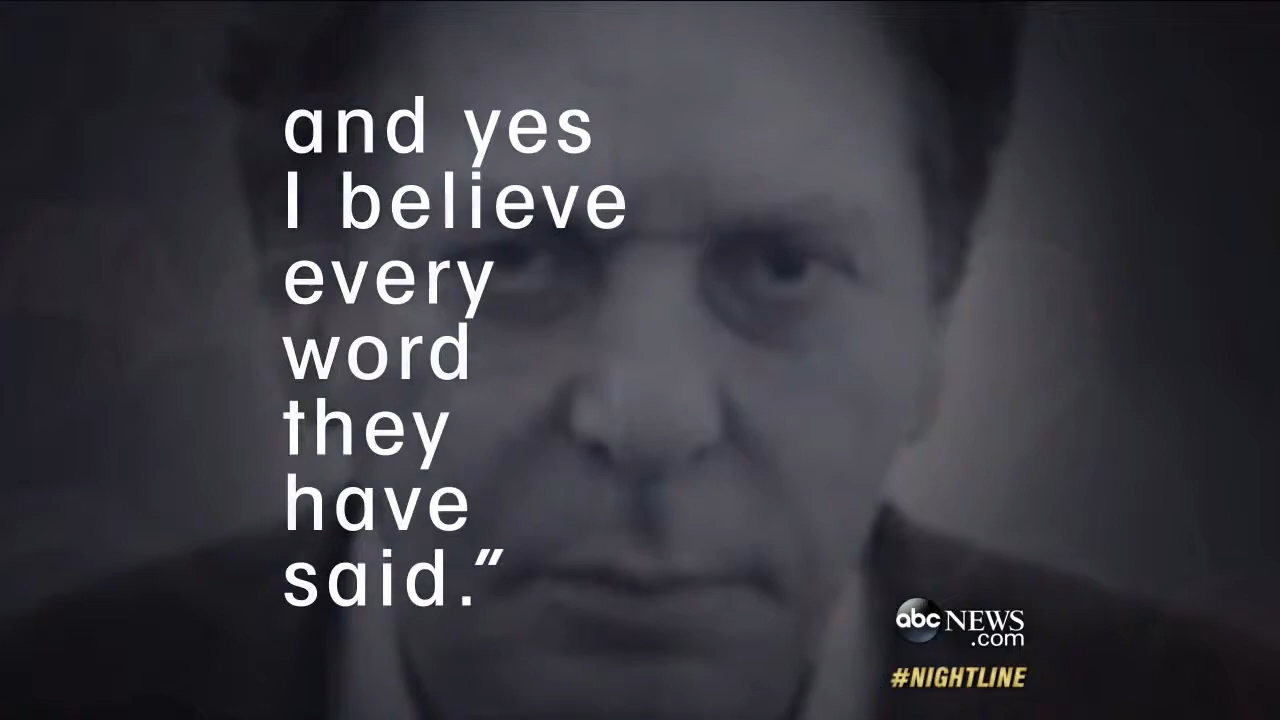 and yes
I believe
every
word
they
have
said.”
abc NEWS
.com
#NIGHTLINE